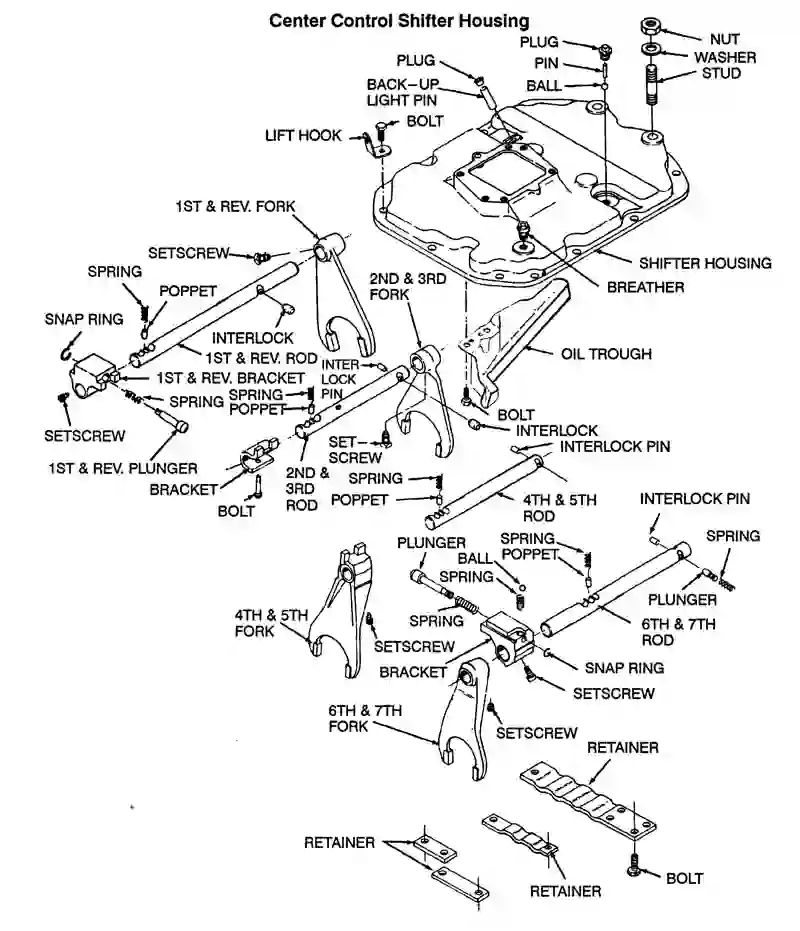 Center Control Shifter Housing
PLUG
NUT
WASHER
STUD
PIN
BALL
PLUG
BACK–UP
LIGHT PIN
BOLT
LIFT HOOK
1ST & REV. FORK
SETSCREW
SPRING
POPPET
2ND & 3RD
FORK
SHIFTER HOUSING
BREATHER
SNAP RING
INTERLOCK
1ST & REV. ROD
INTER
LOCK
PIN
OIL TROUGH
1ST & REV. BRACKET
SPRING
SPRING
POPPET
SETSCREW
BOLT
INTERLOCK
INTERLOCK PIN
1ST & REV. PLUNGER
BRACKET
BOLT
2ND &
3RD
ROD
SET–
SCREW
SPRING
POPPET
4TH & 5TH
ROD
INTERLOCK PIN
SPRING
PLUNGER
BALL
SPRING
SPRING
POPPET
SPRING
PLUNGER
4TH & 5TH
FORK
SETSCREW
6TH & 7TH
ROD
BRACKET
SNAP RING
SETSCREW
6TH & 7TH
FORK
SETSCREW
RETAINER
RETAINER
RETAINER
BOLT